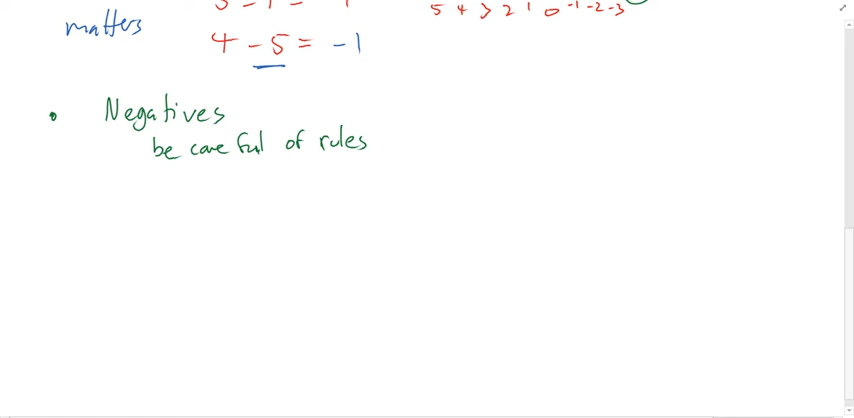 5 4 3 2 1 0 -1 -2 -3
matters
4 - 5 = -1
• Negatives
be careful of rules